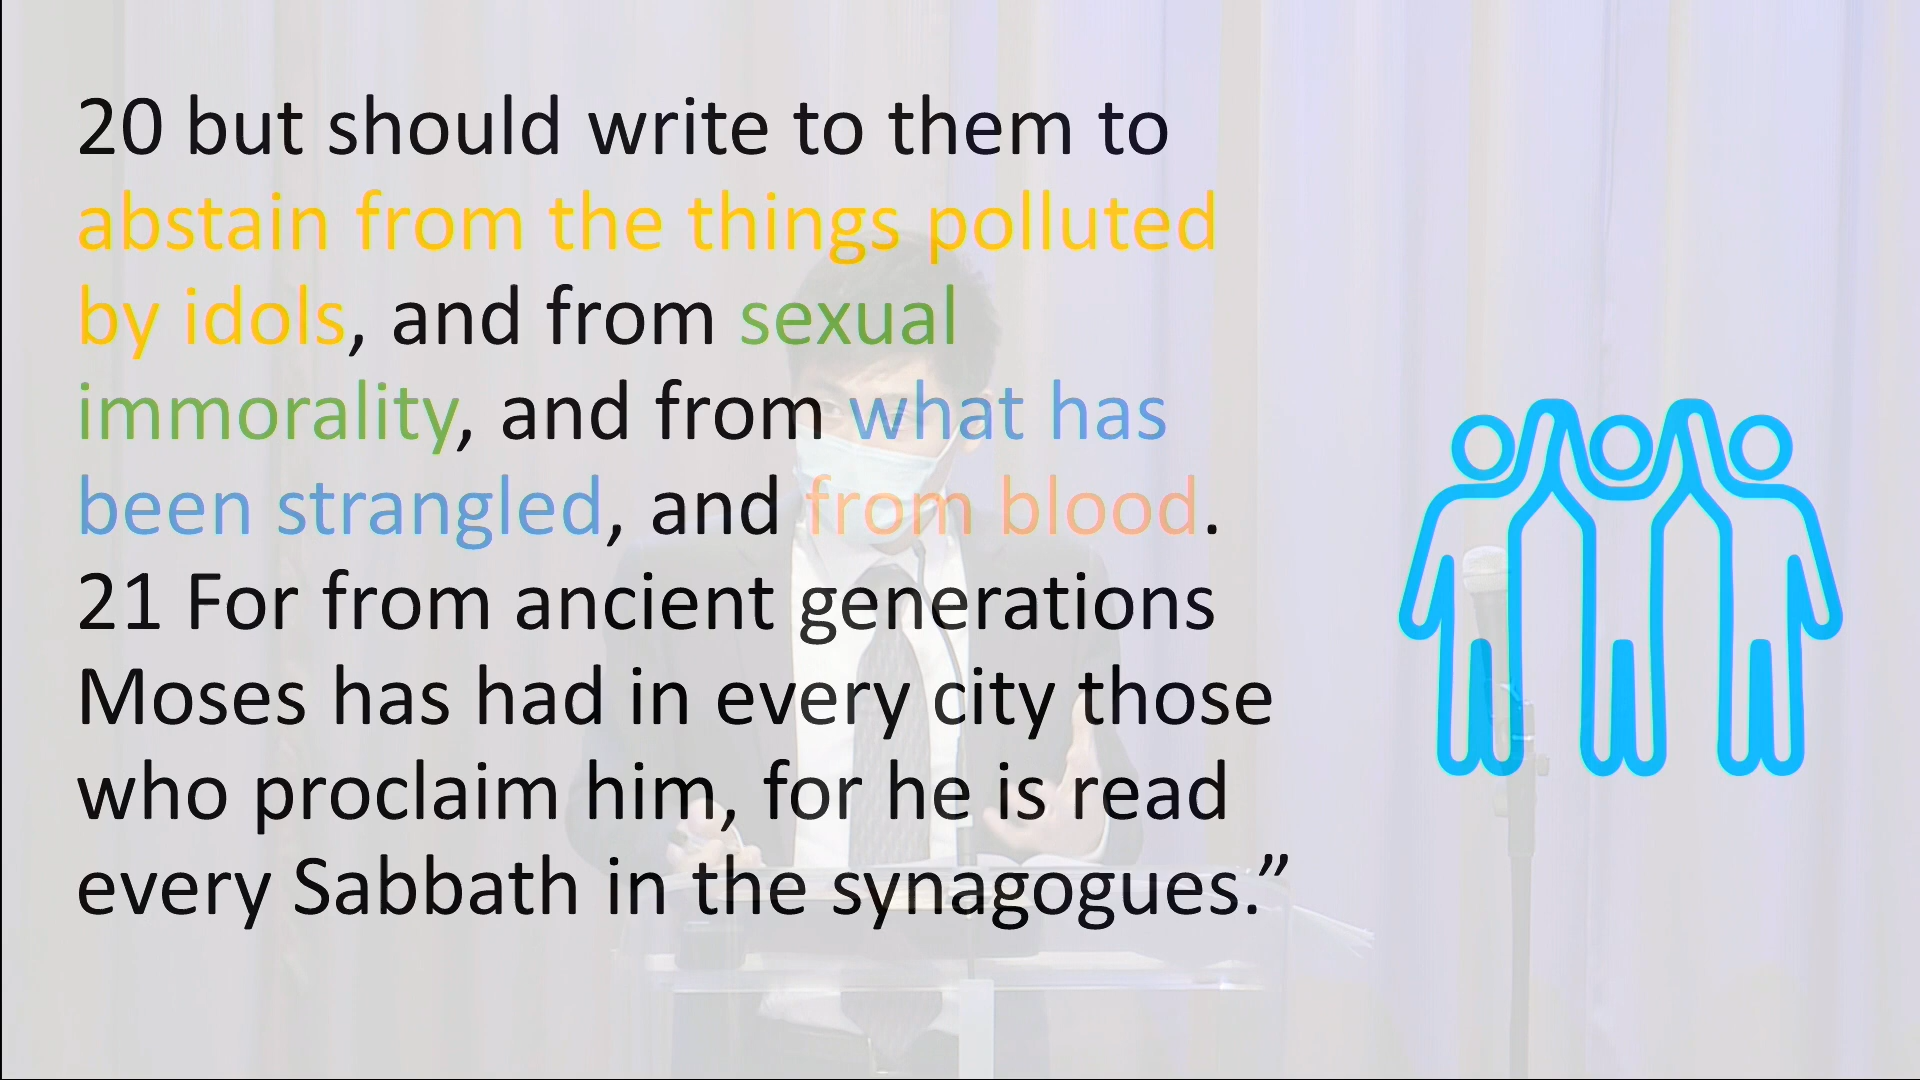 20 but should write to them to
abstain from the things polluted
by idols, and from sexual
immorality, and from what has
been strangled, and from blood.
21 For from ancient generations
Moses has had in every city those
who proclaim him, for he is read
every Sabbath in the synagogues.”